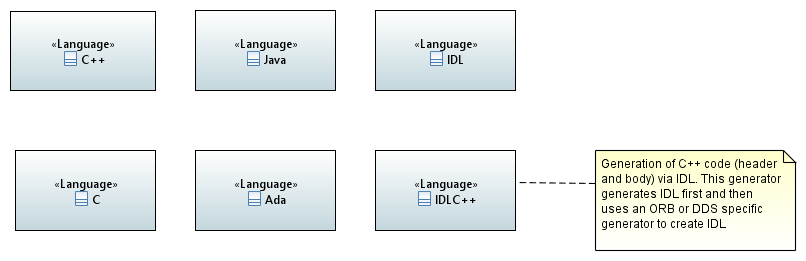 «Language»
C++
«Language»
Java
«Language»
IDL
«Language»
C
«Language»
Ada
«Language»
IDLC++
Generation of C++ code (header
and body) via IDL. This generator
generates IDL first and then
uses an ORB or DDS specific
generator to create IDL